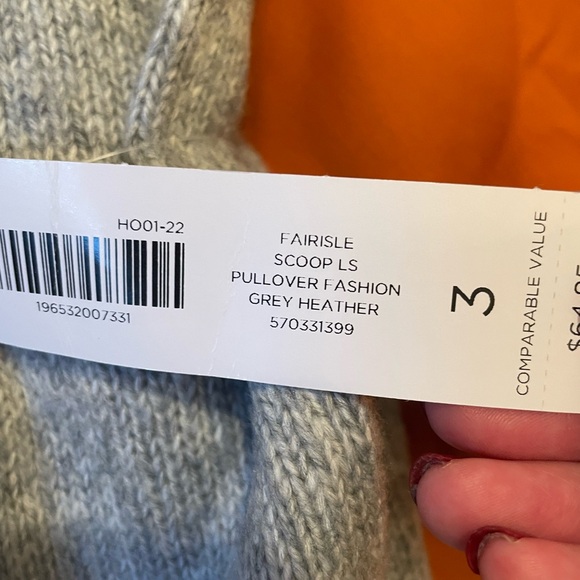 HO01-22
196532007331
FAIRISLE
SCOOP LS
PULLOVER FASHION
GREY HEATHER
570331399
3
COMPARABLE VALUE